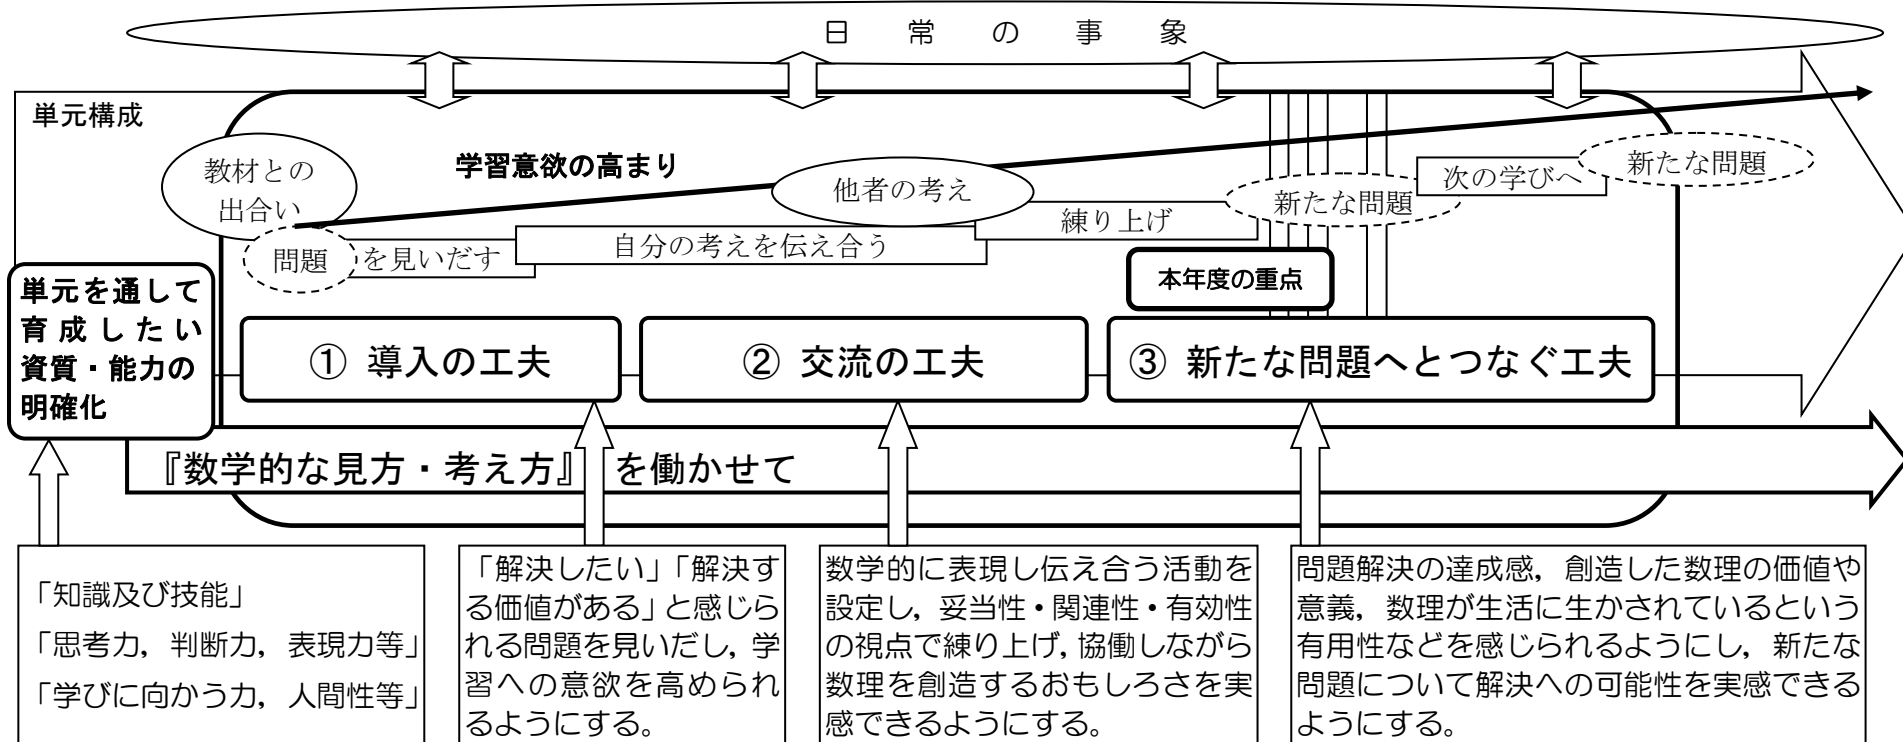 日常の事象
単元構成
教材との
出合い
学習意欲の高まり
問題
を見いだす
自分の考えを伝え合う
他者の考え
練り上げ
新たな問題
次の学びへ
新たな問題
本年度の重点
単元を通して
育成したい
資質・能力の
明確化
① 導入の工夫
② 交流の工夫
③ 新たな問題へとつなぐ工夫
『数学的な見方・考え方』を働かせて
「知識及び技能」
「思考力，判断力，表現力等」
「学びに向かう力，人間性等」
「解決したい」「解決す
る価値がある」と感じら
れる問題を見いだし，学
習への意欲を高められ
るようにする。
数学的に表現し伝え合う活動を
設定し，妥当性・関連性・有効性
の視点で練り上げ，協働しながら
数理を創造するおもしろさを実
感できるようにする。
問題解決の達成感，創造した数理の価値や
意義，数理が生活に生かされているという
有用性などを感じられるようにし，新たな
問題について解決への可能性を実感できる
ようにする。